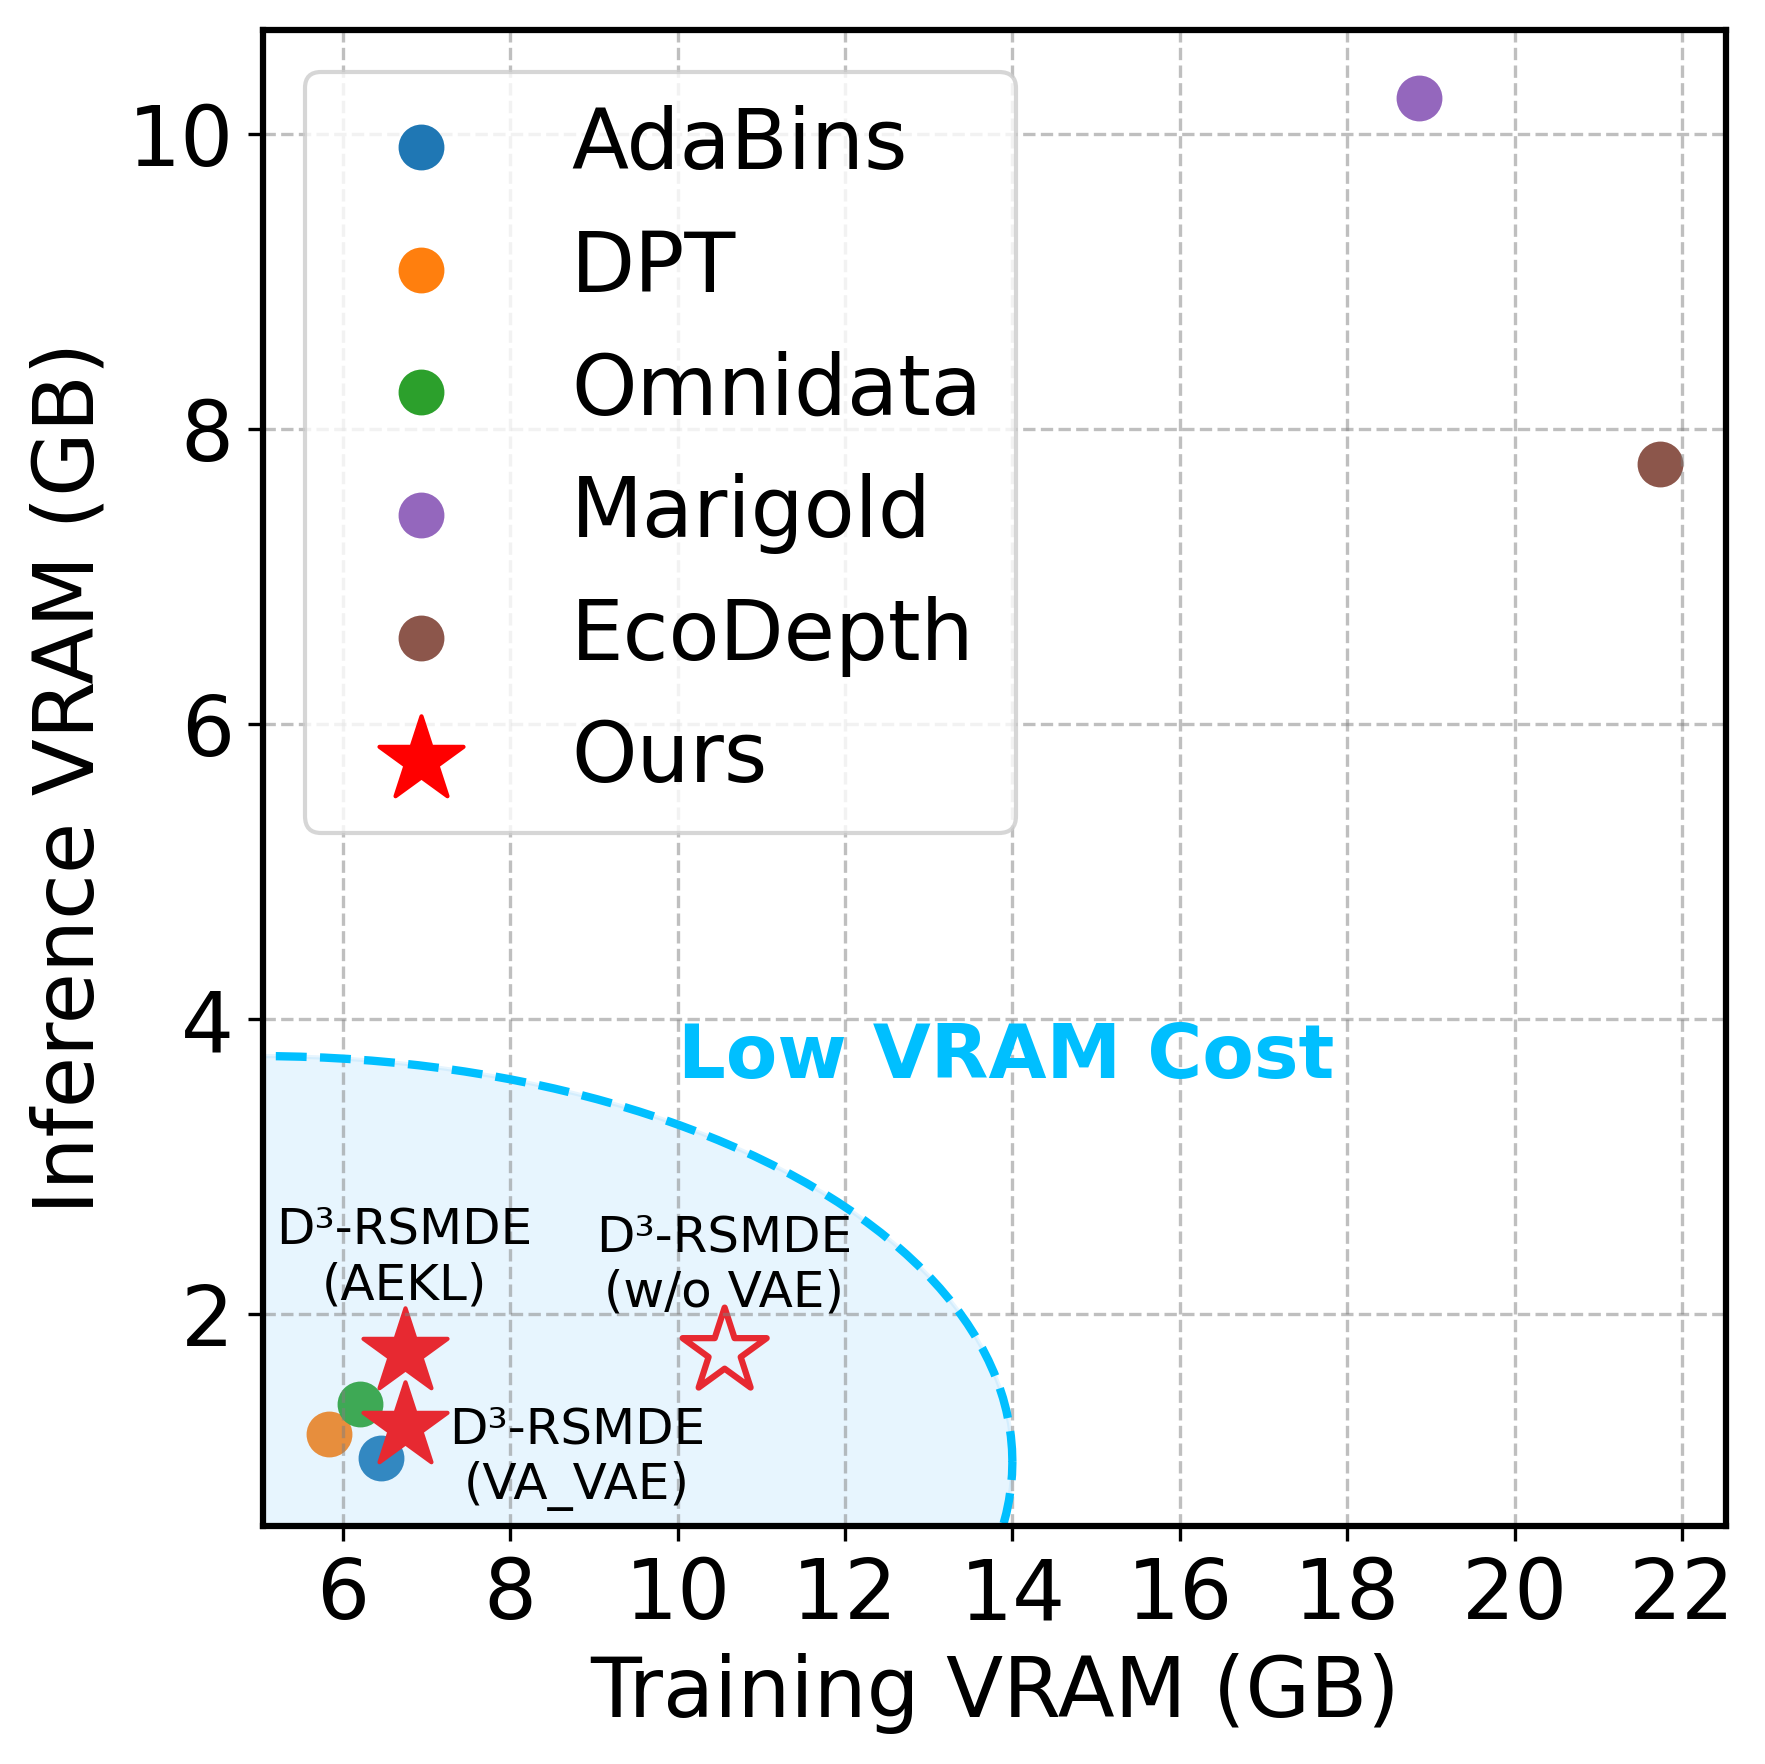 10
8
6
4
2
Inference VRAM (GB)
AdaBins
DPT
Omnidata
Marigold
EcoDepth
Ours
Low VRAM Cost
D³-RSMDE
(AEKL)
D³-RSMDE
(w/o VAE)
D³-RSMDE
(VA_VAE)
6 8 10 12 14 16 18 20 22
Training VRAM (GB)